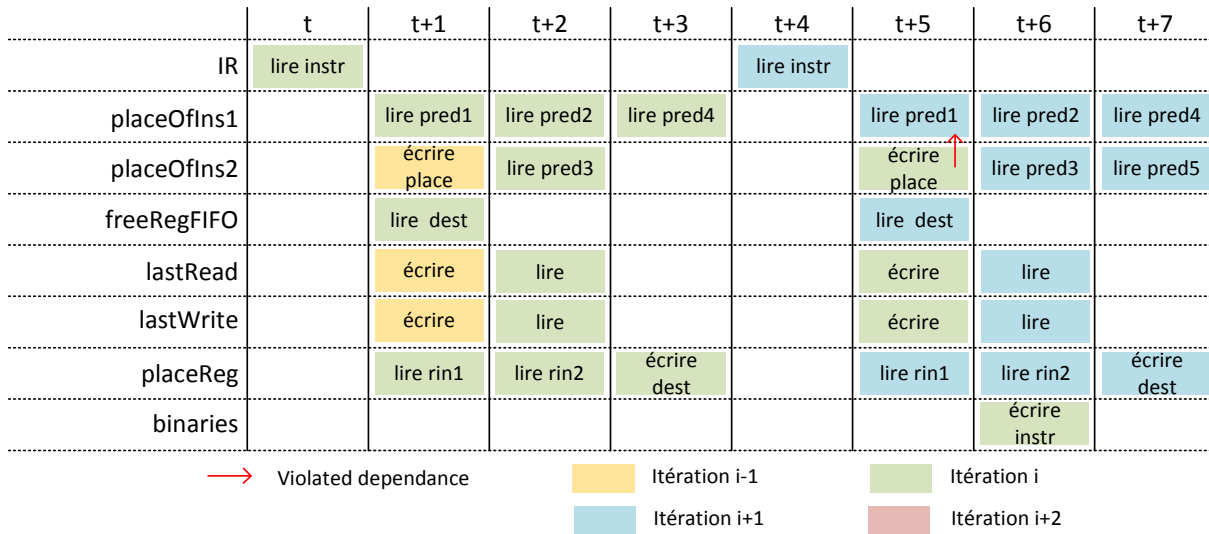 t t+1 t+2 t+3 t+4 t+5 t+6 t+7
IR lire instr lire instr
placeOfIns1 lire pred1 lire pred2 lire pred4 lire pred1 lire pred2 lire pred4
placeOfIns2 écrire place lire pred3 écrire place lire pred3 lire pred5
freeRegFIFO lire dest lire dest
lastRead écrire lire écrire lire
lastWrite écrire lire écrire lire
placeReg lire rin1 lire rin2 écrire dest lire rin1 lire rin2 écrire dest
binaries écrire instr
Violated dependance Itération i-1 Itération i
Itération i+1 Itération i+2